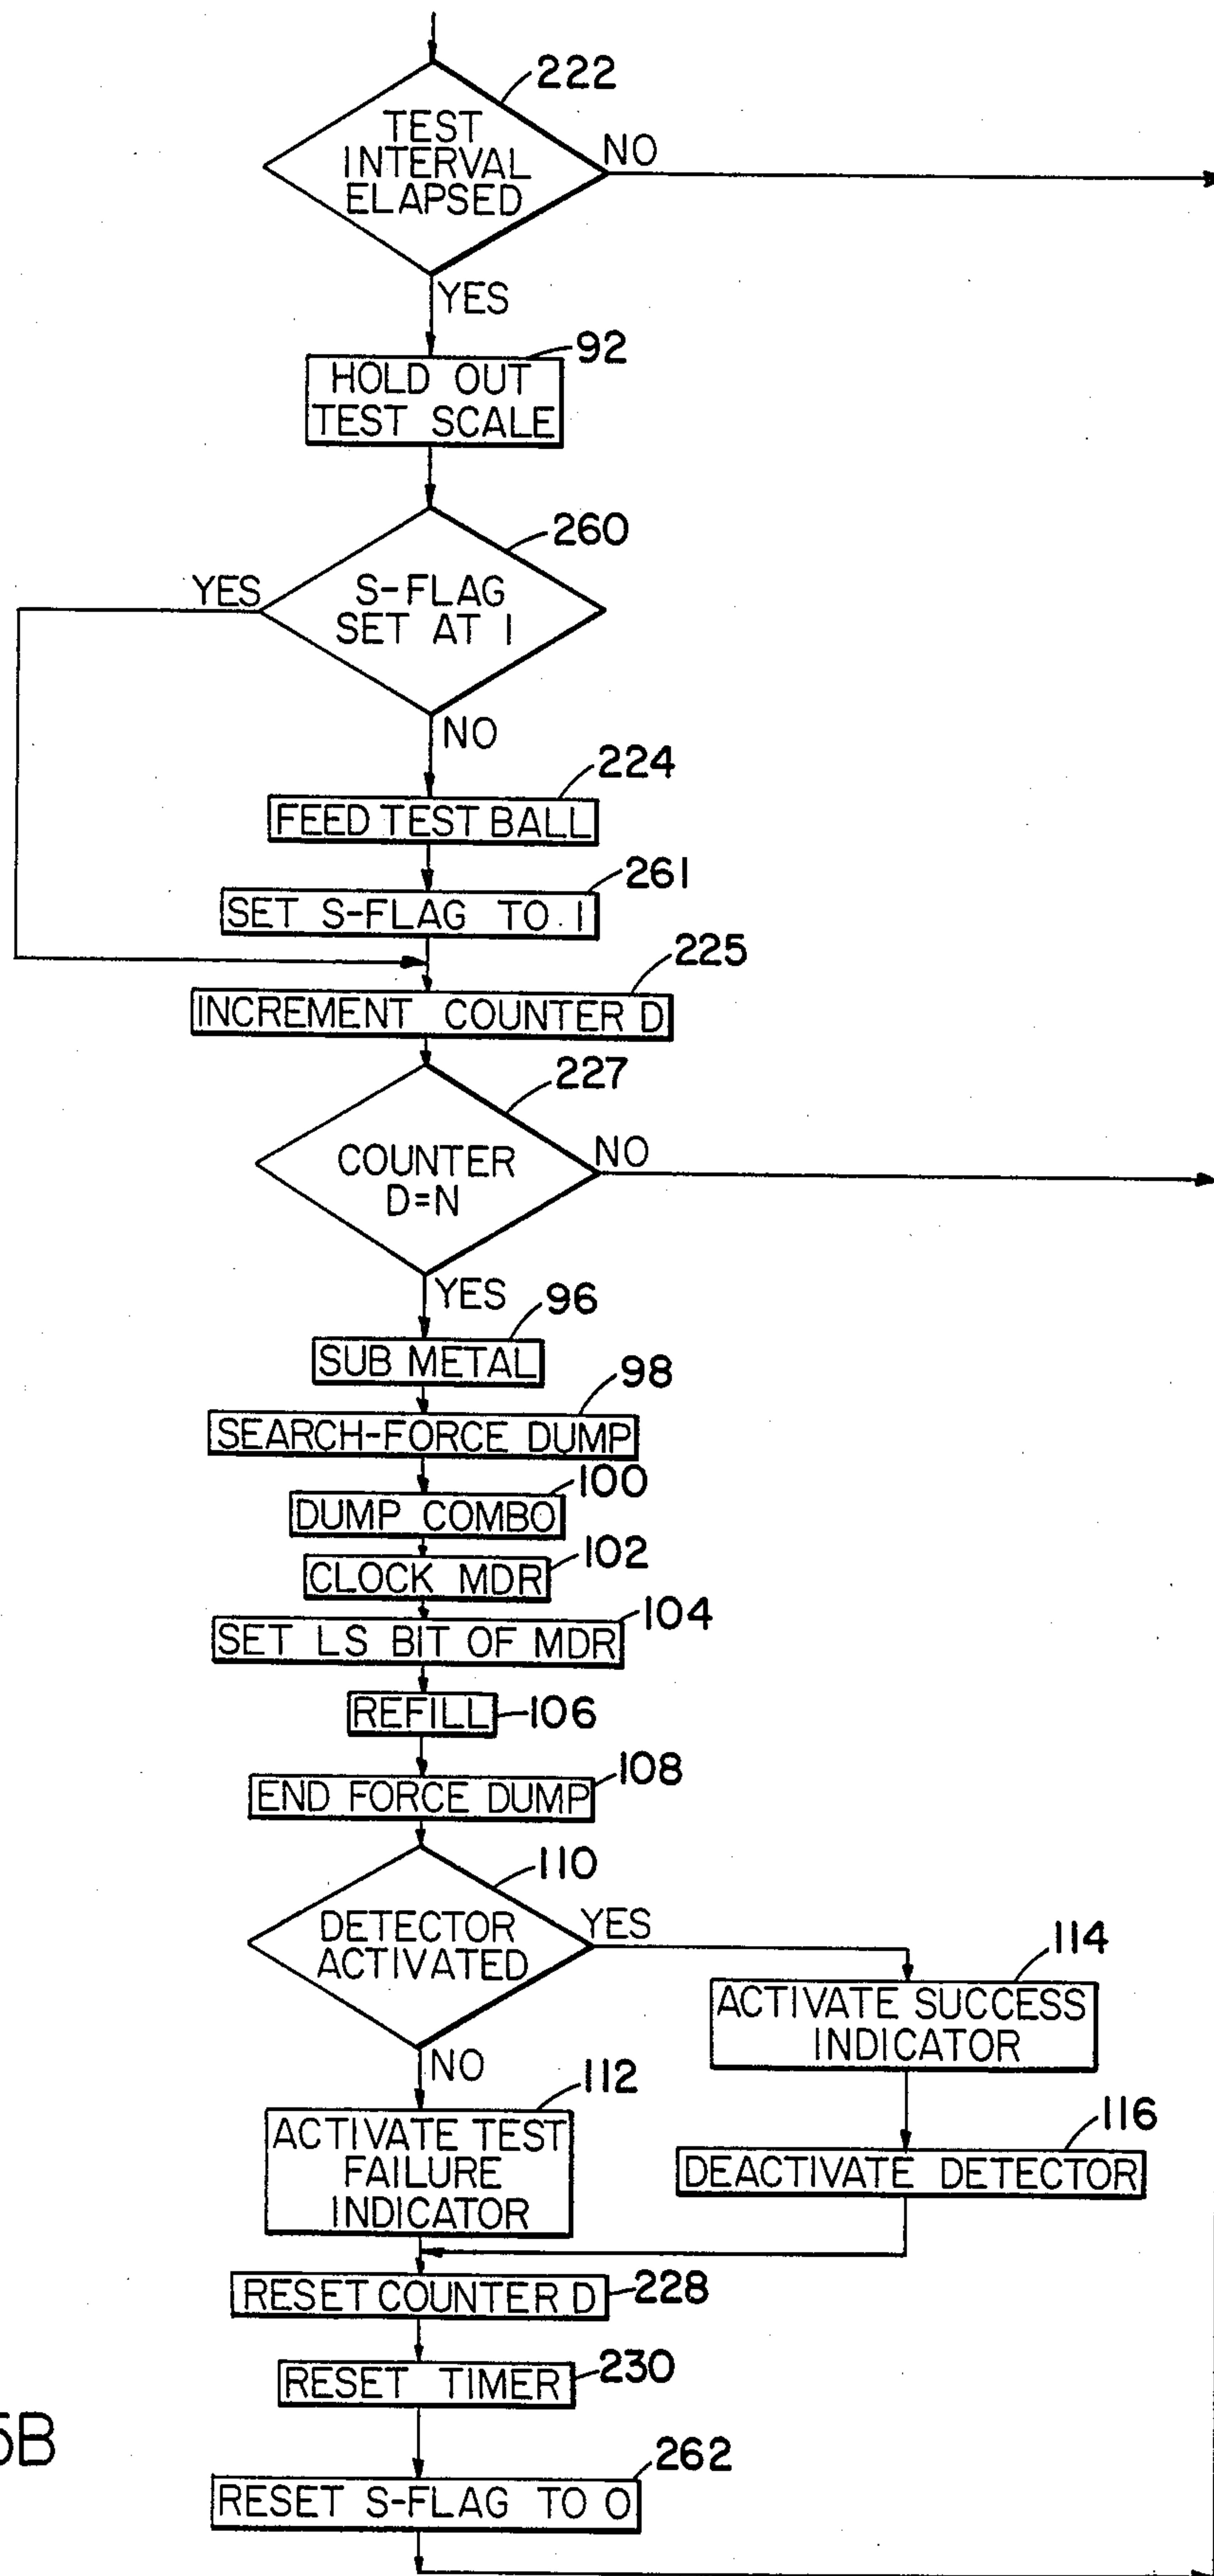 222
TEST
INTERVAL
ELAPSED
NO
YES
92
HOLD OUT
TEST SCALE
260
YES
S-FLAG
SET AT 1
NO
224
FEED TEST BALL
261
SET S-FLAG TO 1
225
INCREMENT COUNTER D
227
COUNTER
D=N
NO
YES
96
SUB METAL
98
SEARCH-FORCE DUMP
100
DUMP COMBO
102
CLOCK MDR
104
SET LS BIT OF MDR
REFILL 106
108
END FORCE DUMP
110
DETECTOR
ACTIVATED
YES
114
ACTIVATE SUCCESS
INDICATOR
NO
112
ACTIVATE TEST
FAILURE
INDICATOR
116
DEACTIVATE DETECTOR
RESET COUNTER D 228
RESET TIMER 230
5B
262
RESET S-FLAG TO 0